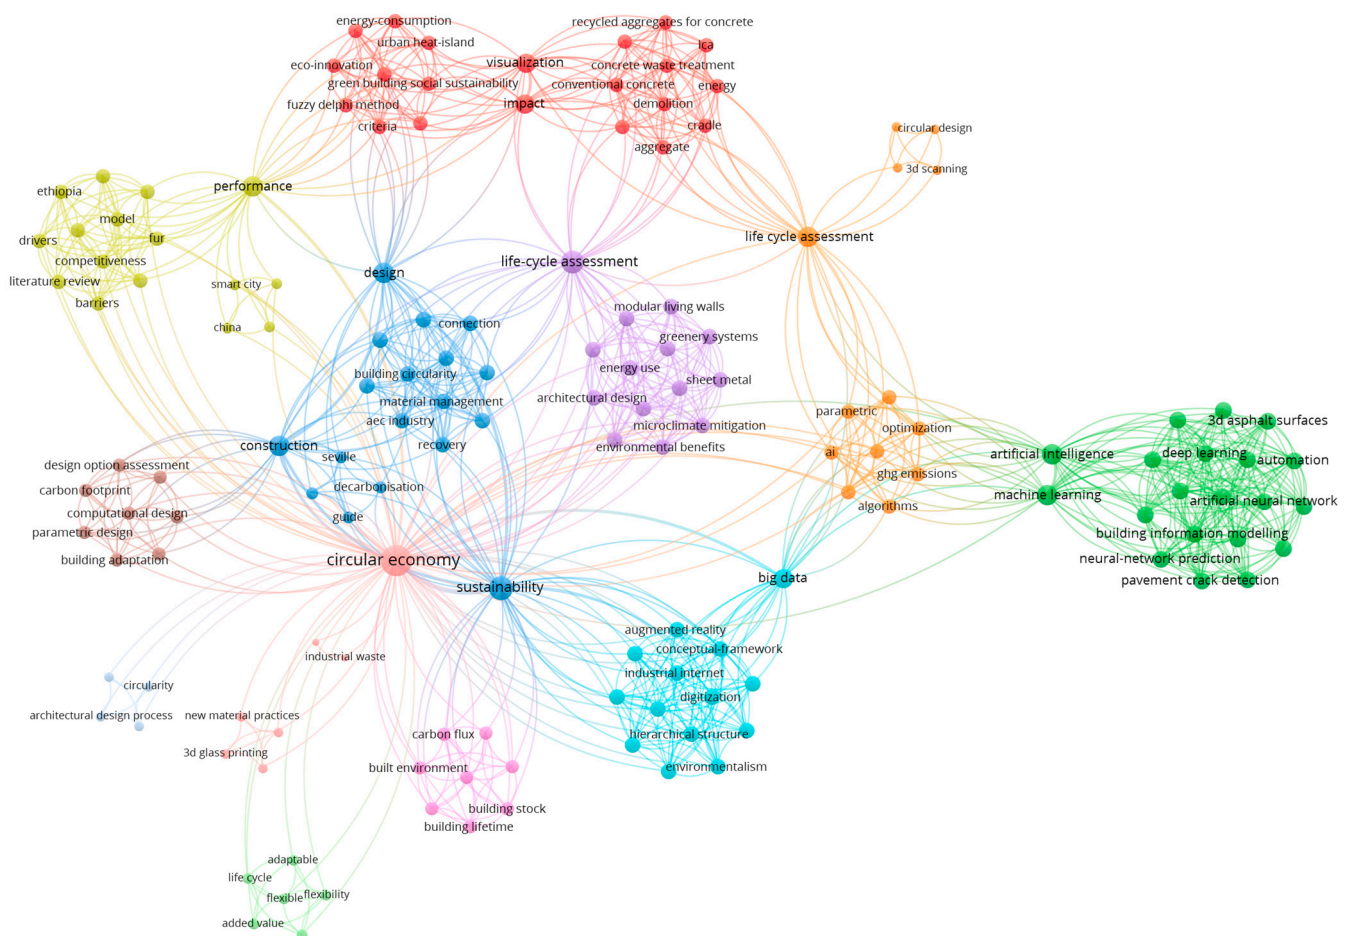 energy-consumption
recycled aggregates for concrete
urban heat-island
lca
visualization
eco-innovation
concrete waste treatment
green building social sustainability
conventional concrete
energy
fuzzy delphi method
impact
demolition
criteria
cradle
circular design
aggregate
3d scanning
performance
ethiopia
model
drivers
fur
life cycle assessment
competitiveness
life-cycle assessment
design
literature review
smart city
barriers
modular living walls
china
connection
greenery systems
energy use
building circularity
sheet metal
architectural design
material management
parametric
aec industry
microclimate mitigation
optimization
3d asphalt surfaces
construction
recovery
environmental benefits
ai
artificial intelligence
deep learning
seville
automation
design option assessment
ghg emissions
decarbonisation
carbon footprint
machine learning
artificial neural network
algorithms
computational design
guide
parametric design
building information modelling
building adaptation
circular economy
neural-network prediction
big data
pavement crack detection
sustainability
augmented reality
conceptual-framework
industrial waste
industrial internet
circularity
digitization
architectural design process
new material practices
carbon flux
hierarchical structure
3d glass printing
built environment
environmentalism
building stock
building lifetime
adaptable
life cycle
flexible
flexibility
added value